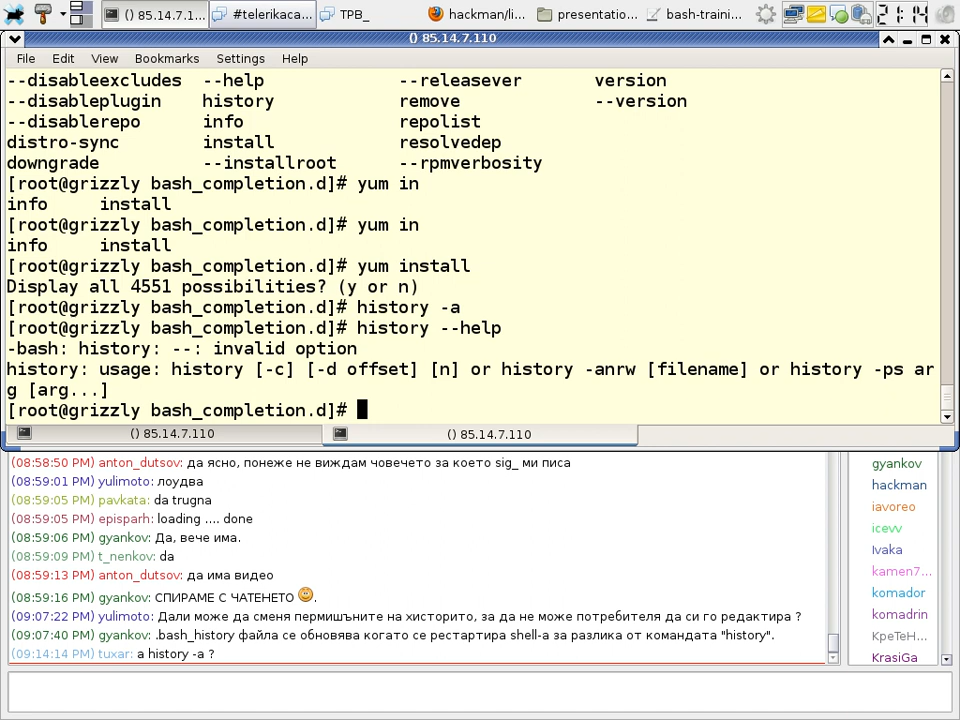 () 85.14.7.1...
#telerikaca...
TPB_
hackman/li...
presentatio...
bash-traini...
21:14
() 85.14.7.110
File Edit View Bookmarks Settings Help
--disableexcludes --help --releasever version
--disableplugin history remove --version
--disablerepo info repolist
distro-sync install resolvedep
downgrade --installroot --rpmverbosity
[root@grizzly bash_completion.d]# yum in
info install
[root@grizzly bash_completion.d]# yum in
info install
[root@grizzly bash_completion.d]# yum install
Display all 4551 possibilities? (y or n)
[root@grizzly bash_completion.d]# history -a
[root@grizzly bash_completion.d]# history --help
-bash: history: --: invalid option
history: usage: history [-c] [-d offset] [n] or history -anrw [filename] or history -ps ar
g [arg...]
[root@grizzly bash_completion.d]#
() 85.14.7.110
() 85.14.7.110
(08:58:50 PM) anton_dutsov: да ясно, понеже не виждам човечето за което sig_ ми писа
(08:59:01 PM) yulimoto: лоудва
(08:59:05 PM) pavkata: da trugna
(08:59:05 PM) episparh: loading .... done
(08:59:06 PM) gyankov: Да, вече има.
(08:59:09 PM) t_nenkov: da
(08:59:13 PM) anton_dutsov: да има видео
(08:59:16 PM) gyankov: СПИРАМЕ С ЧАТЕНЕТО .
(09:07:22 PM) yulimoto: Дали може да сменя пермишъните на хисторито, за да не може потребителя да си го редактира ?
(09:07:40 PM) gyankov: .bash_history файла се обновява когато се рестартира shell-а за разлика от командата "history".
(09:14:14 PM) tuxar: a history -a ?
gyankov
hackman
iavoreo
icevv
Ivaka
kamen7...
komador
komadrin
КреТеН...
KrasiGa